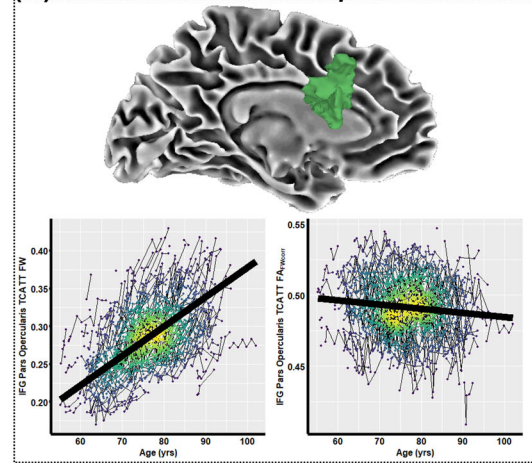 IFG Pars Opercularis TCATT FW
0.40
0.35
0.30
0.25
0.20
60 70 80 90 100
Age (yrs)
IFG Pars Opercularis TCATT FAFWcorr
0.55
0.50
0.45
60 70 80 90 100
Age (yrs)